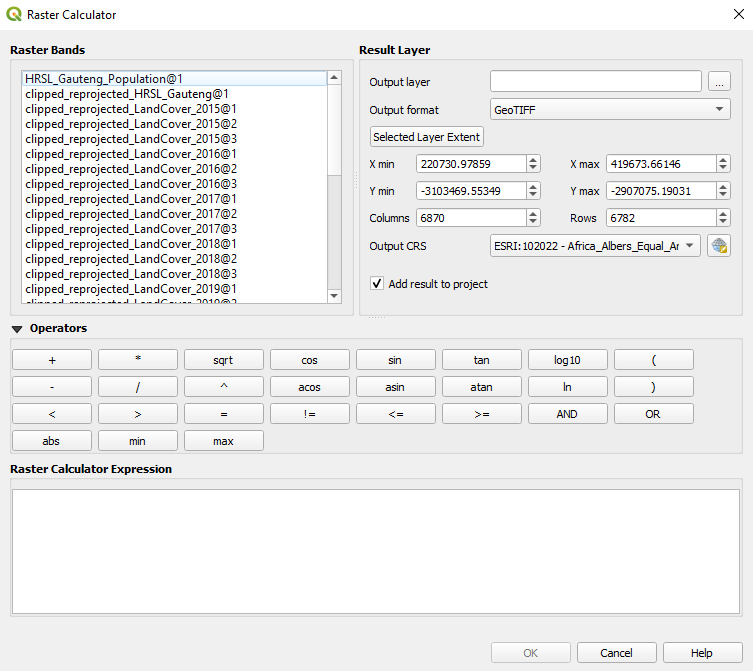 Raster Calculator
Raster Bands
HRSL_Gauteng_Population@1
clipped_reprojected_HRSL_Gauteng@1
clipped_reprojected_LandCover_2015@1
clipped_reprojected_LandCover_2015@2
clipped_reprojected_LandCover_2015@3
clipped_reprojected_LandCover_2016@1
clipped_reprojected_LandCover_2016@2
clipped_reprojected_LandCover_2016@3
clipped_reprojected_LandCover_2017@1
clipped_reprojected_LandCover_2017@2
clipped_reprojected_LandCover_2017@3
clipped_reprojected_LandCover_2018@1
clipped_reprojected_LandCover_2018@2
clipped_reprojected_LandCover_2018@3
clipped_reprojected_LandCover_2019@1
clipped_reprojected_LandCover_2019@2
Result Layer
Output layer ...
Output format GeoTIFF
Selected Layer Extent
X min 220730.97859 X max 419673.66146
Y min -3103469.55349 Y max -2907075.19031
Columns 6870 Rows 6782
Output CRS ESRI:102022 - Africa_Albers_Equal_Ar
Add result to project
Operators
+ * sqrt cos sin tan log10 (
- / ^ acos asin atan ln )
< > = != <= >= AND OR
abs min max
Raster Calculator Expression
OK Cancel Help